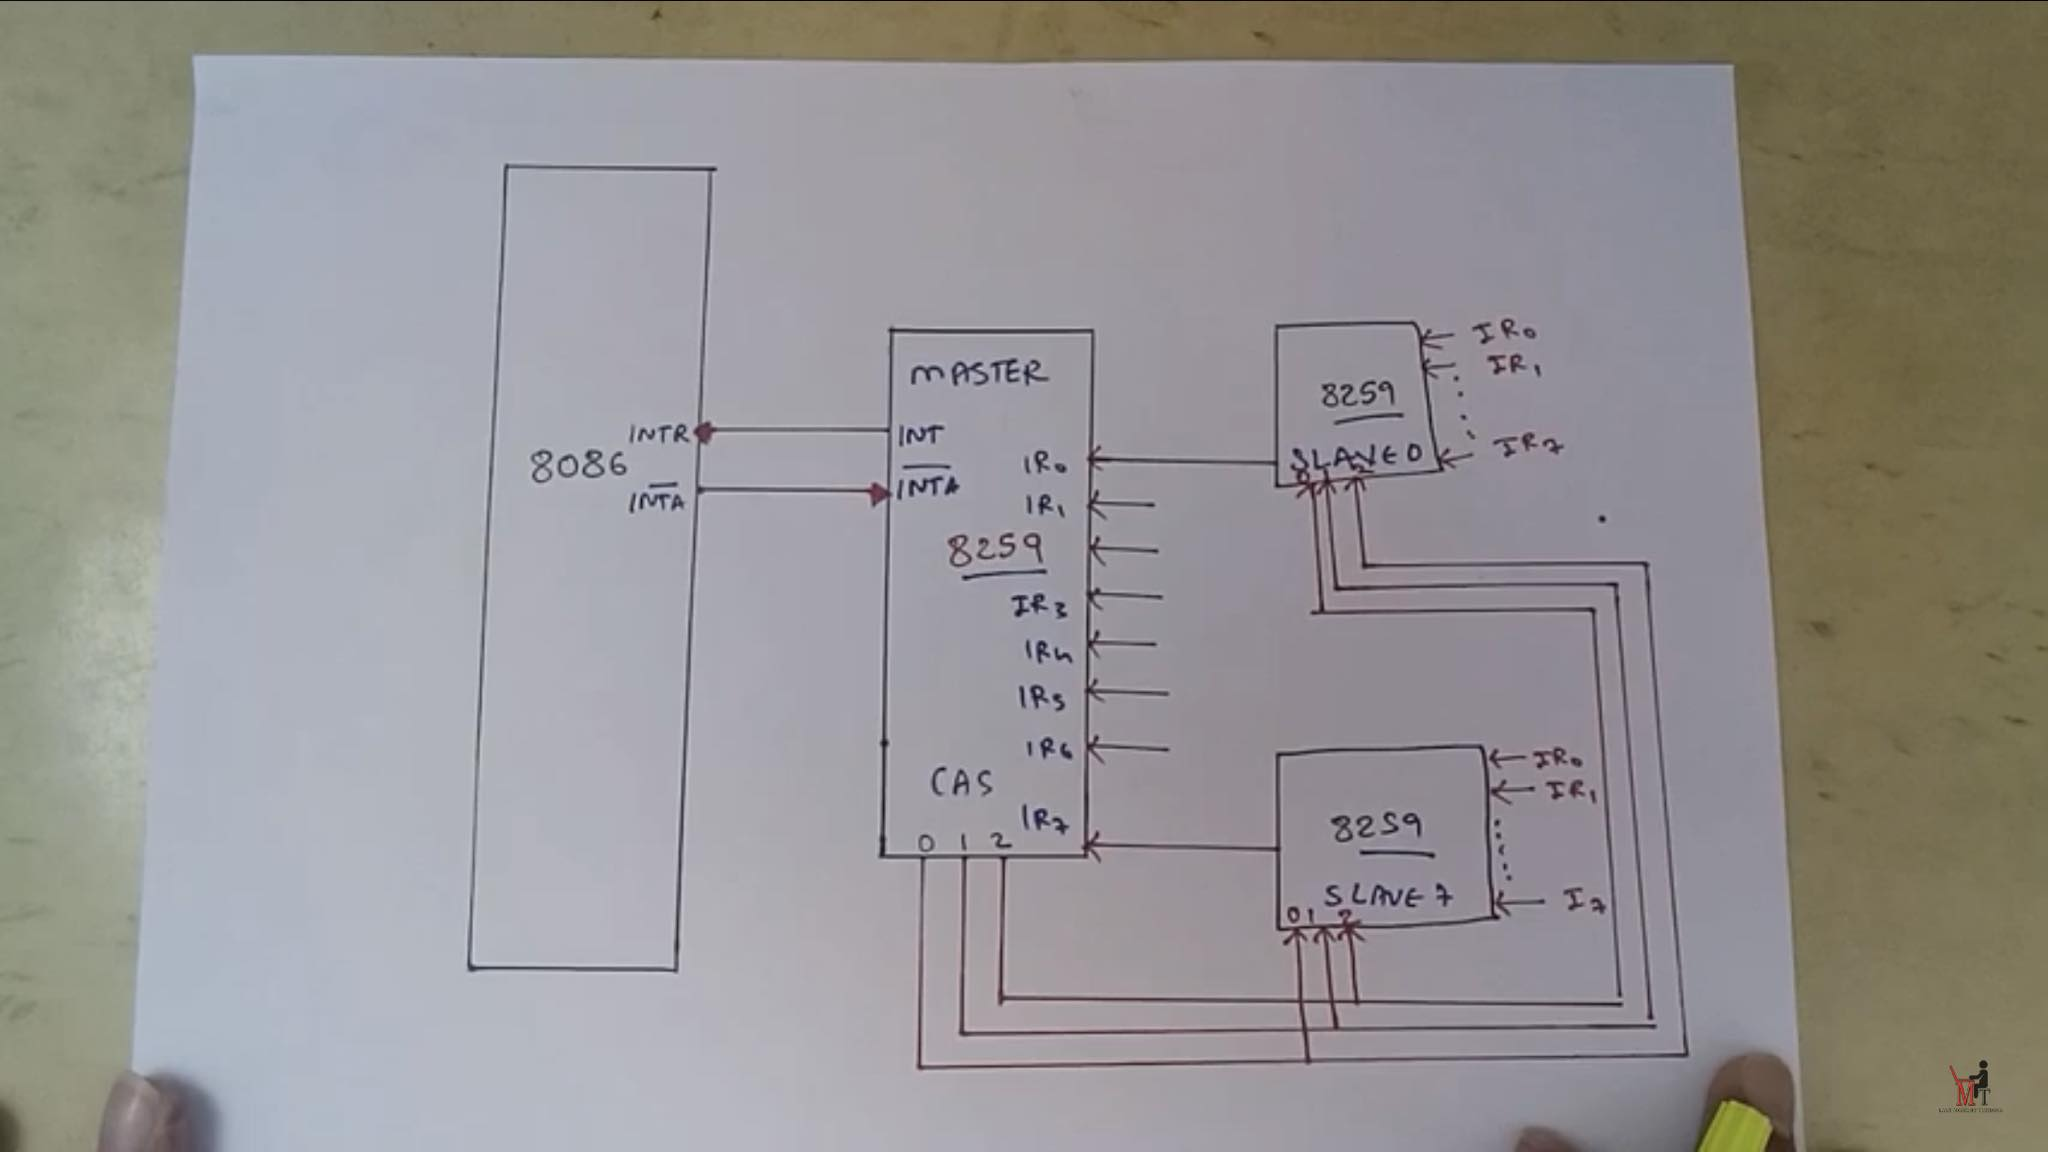 8086
INTR
INTA
MASTER
INT
INTA
8259
IR0
IR1
IR3
IR4
IR5
IR6
IR7
CAS
0 1 2
8259
SLAVE 0
IR0
IR1
IR7
8259
SLAVE 7
0 1 2
IR0
IR1
I7
MT